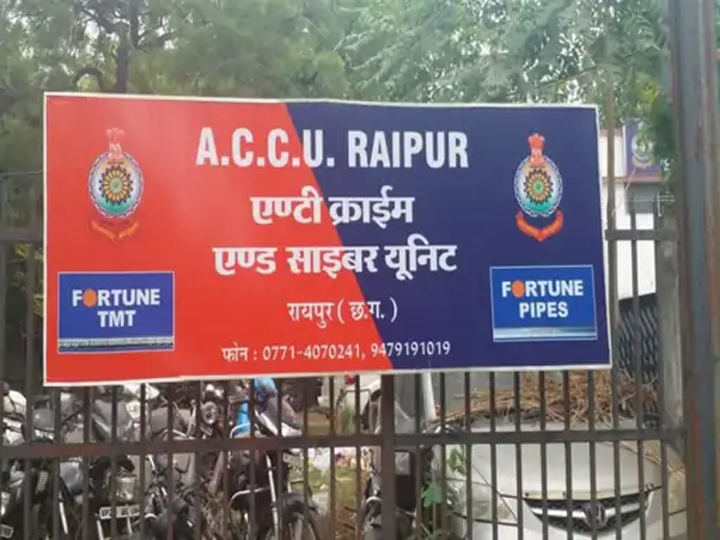 A.C.C.U. RAIPUR
एण्टी क्राईम
एण्ड साइबर यूनिट
रायपुर ( छ.ग. )
फोन : 0771-4070241, 9479191019
FORTUNE
TMT
FORTUNE
PIPES